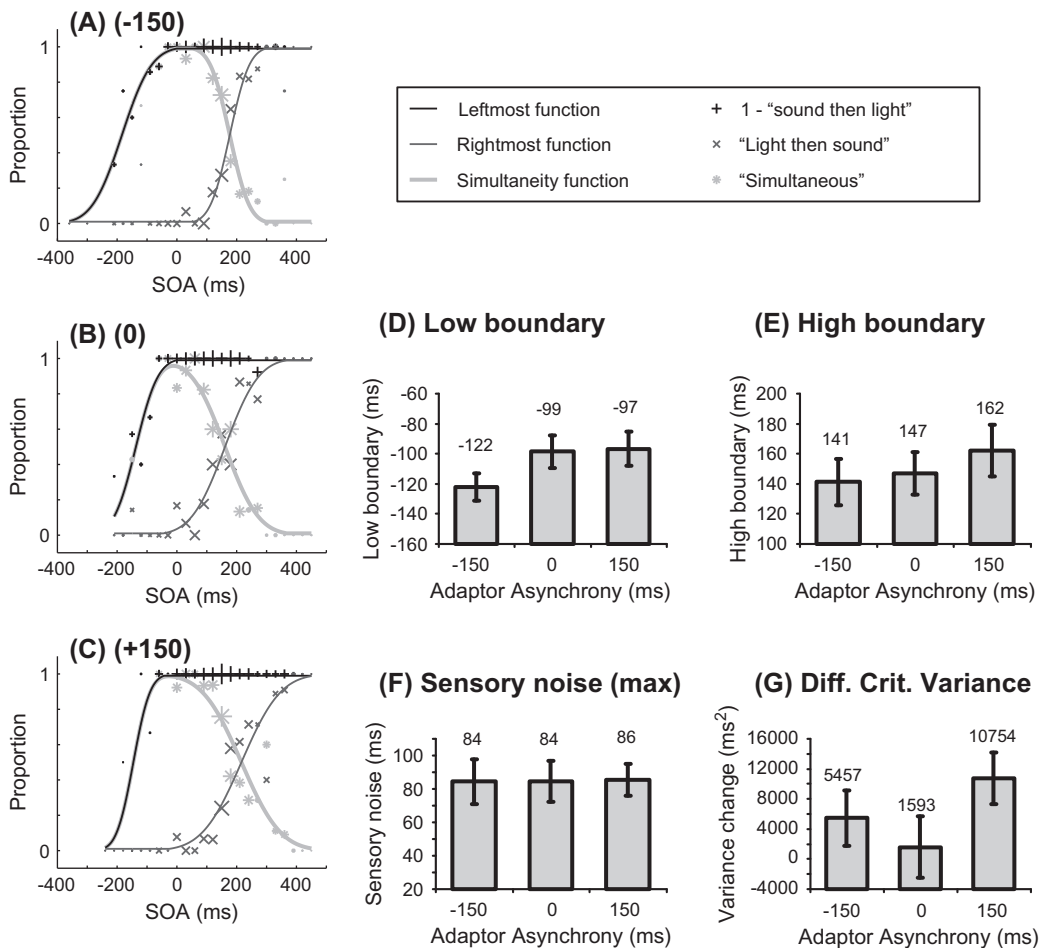 (A) (-150)
1
0
Proportion
-400 -200 0 200 400
SOA (ms)
Leftmost function
Rightmost function
Simultaneity function
1 - “sound then light”
“Light then sound”
“Simultaneous”
(B) (0)
1
0
Proportion
-400 -200 0 200 400
SOA (ms)
(C) (+150)
1
0
Proportion
-400 -200 0 200 400
SOA (ms)
(D) Low boundary
Low boundary (ms)
-60
-80
-100
-120
-140
-160
-122
-99
-97
-150 0 150
Adaptor Asynchrony (ms)
(E) High boundary
High boundary (ms)
200
180
160
140
120
100
141
147
162
-150 0 150
Adaptor Asynchrony (ms)
(F) Sensory noise (max)
Sensory noise (ms)
100
80
60
40
20
84
84
86
-150 0 150
Adaptor Asynchrony (ms)
(G) Diff. Crit. Variance
Variance change (ms²)
16000
12000
8000
4000
0
-4000
5457
1593
10754
-150 0 150
Adaptor Asynchrony (ms)